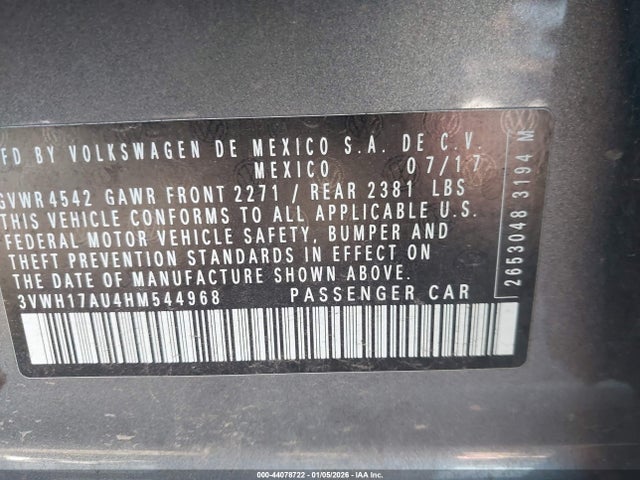 FD BY VOLKSWAGEN DE MEXICO S.A. DE C.V.
MEXICO 07/17
GVWR 4542 GAWR FRONT 2271 / REAR 2381 LBS
THIS VEHICLE CONFORMS TO ALL APPLICABLE U.S.
FEDERAL MOTOR VEHICLE SAFETY, BUMPER AND
THEFT PREVENTION STANDARDS IN EFFECT ON
THE DATE OF MANUFACTURE SHOWN ABOVE.
3VWH17AU4HM544968 PASSENGER CAR
2653048 3194 M
000-44078722 - 01/05/2026 - IAA Inc.